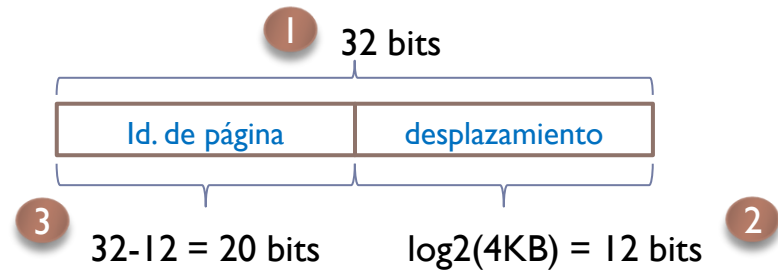 1 32 bits
Id. de página desplazamiento
3 32-12 = 20 bits log2(4KB) = 12 bits 2